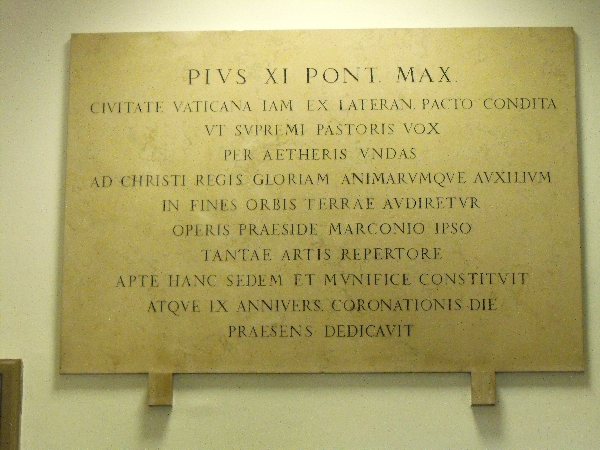 PIVS XI PONT. MAX.
CIVITATE VATICANA IAM EX LATERAN. PACTO CONDITA
VT SVPREMI PASTORIS VOX
PER AETHERIS VNDAS
AD CHRISTI REGIS GLORIAM ANIMARVMQVE AVXILIVM
IN FINES ORBIS TERRAE AVDIRETVR
OPERIS PRAESIDE MARCONIO IPSO
TANTAE ARTIS REPERTORE
APTE HANC SEDEM ET MVNIFICE CONSTITVIT
ATQVE IX ANNIVERS. CORONATIONIS DIE
PRAESENS DEDICAVIT